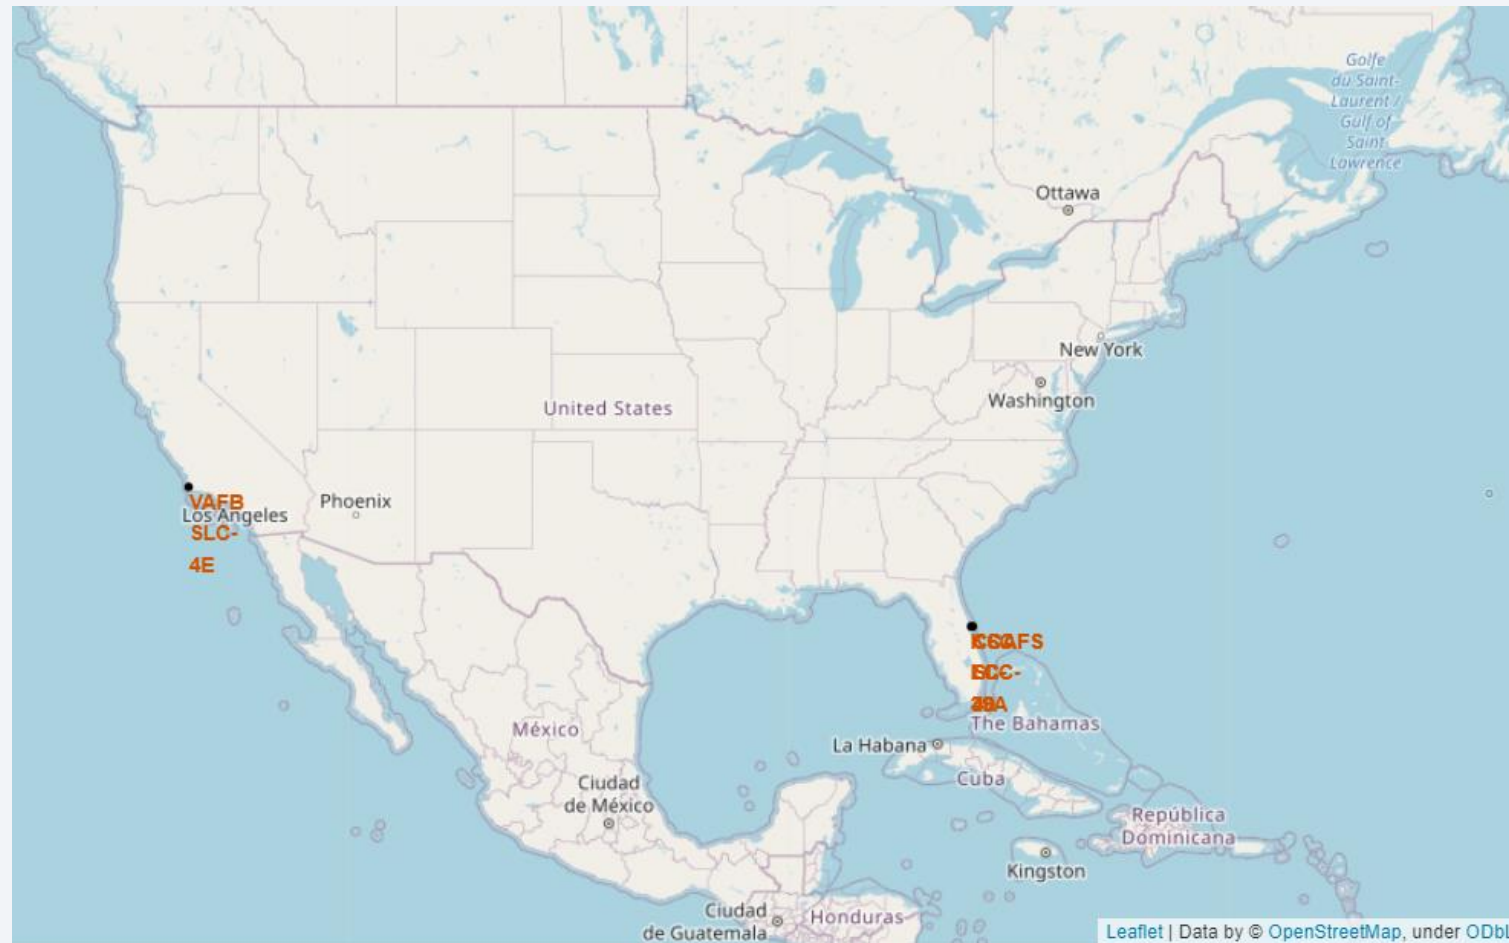 Golfe
du Saint-
Laurent /
Gulf of
Saint
Lawrence
Ottawa
New York
Washington
United States
VAFB
SLC-
4E
Los Angeles
Phoenix
The Bahamas
La Habana
Cuba
México
Ciudad
de México
República
Dominicana
Kingston
Ciudad
de Guatemala
Honduras
Leaflet | Data by © OpenStreetMap, under